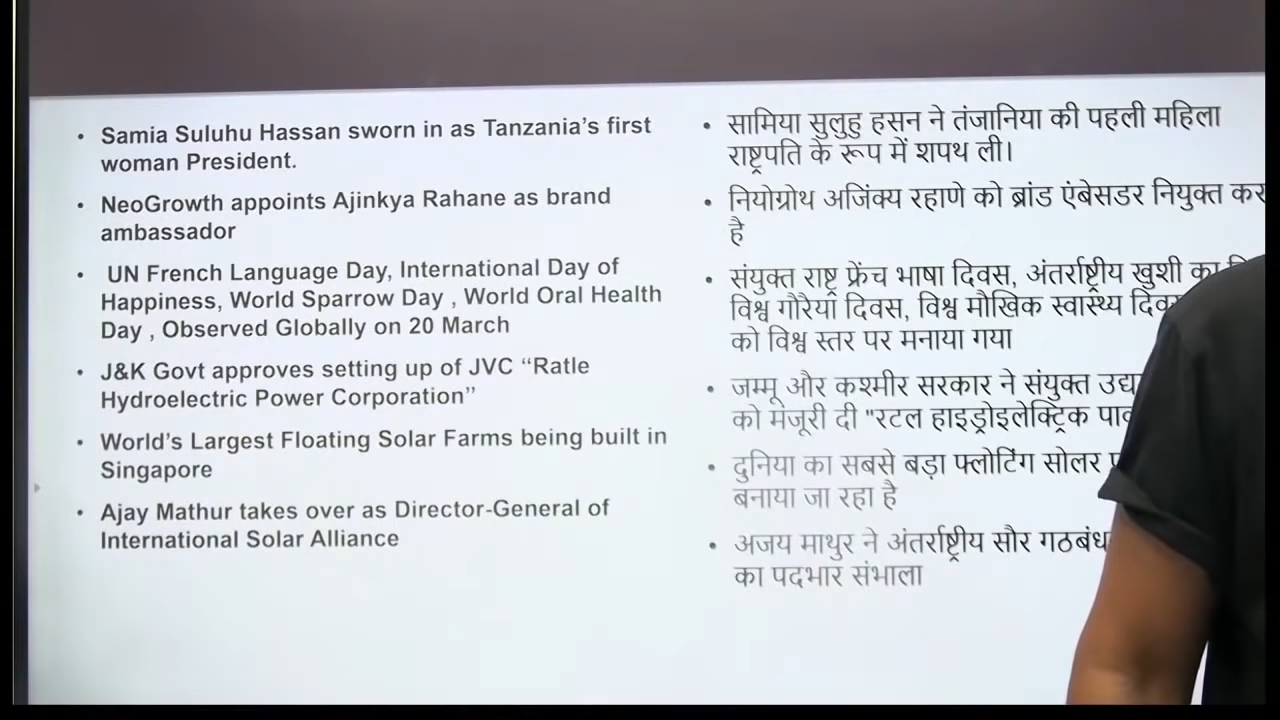 • Samia Suluhu Hassan sworn in as Tanzania's first
woman President.
• NeoGrowth appoints Ajinkya Rahane as brand
ambassador
• UN French Language Day, International Day of
Happiness, World Sparrow Day , World Oral Health
Day , Observed Globally on 20 March
• J&K Govt approves setting up of JVC “Ratle
Hydroelectric Power Corporation”
• World's Largest Floating Solar Farms being built in
Singapore
• Ajay Mathur takes over as Director-General of
International Solar Alliance
• सामिया सुलुहु हसन ने तंजानिया की पहली महिला
राष्ट्रपति के रूप में शपथ ली।
• नियोग्रोथ अजिंक्य रहाणे को ब्रांड एंबेसडर नियुक्त कर
है
• संयुक्त राष्ट्र फ्रेंच भाषा दिवस, अंतर्राष्ट्रीय खुशी का
विश्व गौरैया दिवस, विश्व मौखिक स्वास्थ्य
को विश्व स्तर पर मनाया गया
• जम्मू और कश्मीर सरकार ने संयुक्त
को मंजूरी दी "रटल हाइड्रोइलेक्ट्रिक
• दुनिया का सबसे बड़ा फ्लोटिंग सोलर
बनाया जा रहा है
• अजय माथुर ने अंतर्राष्ट्रीय सौर
का पदभार संभाला